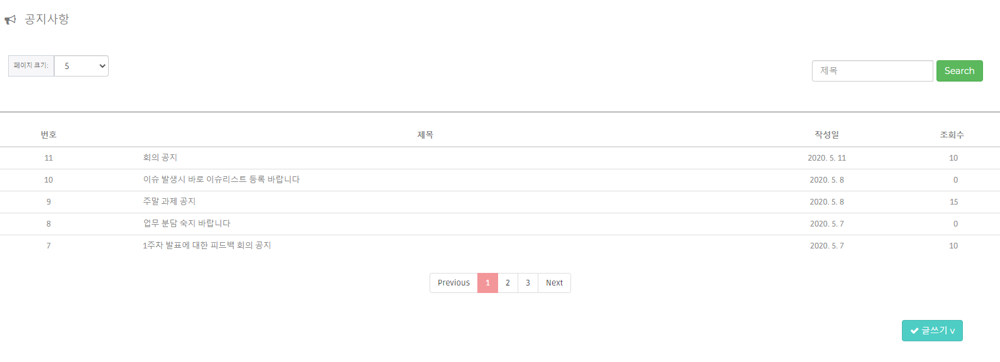 공지사항
페이지 크기: 5
제목 Search
번호 제목 작성일 조회수
11 회의 공지 2020. 5. 11 10
10 이슈 발생시 바로 이슈리스트 등록 바랍니다 2020. 5. 8 0
9 주말 과제 공지 2020. 5. 8 15
8 업무 분담 숙지 바랍니다 2020. 5. 7 0
7 1주차 발표에 대한 피드백 회의 공지 2020. 5. 7 10
Previous 1 2 3 Next
글쓰기 v